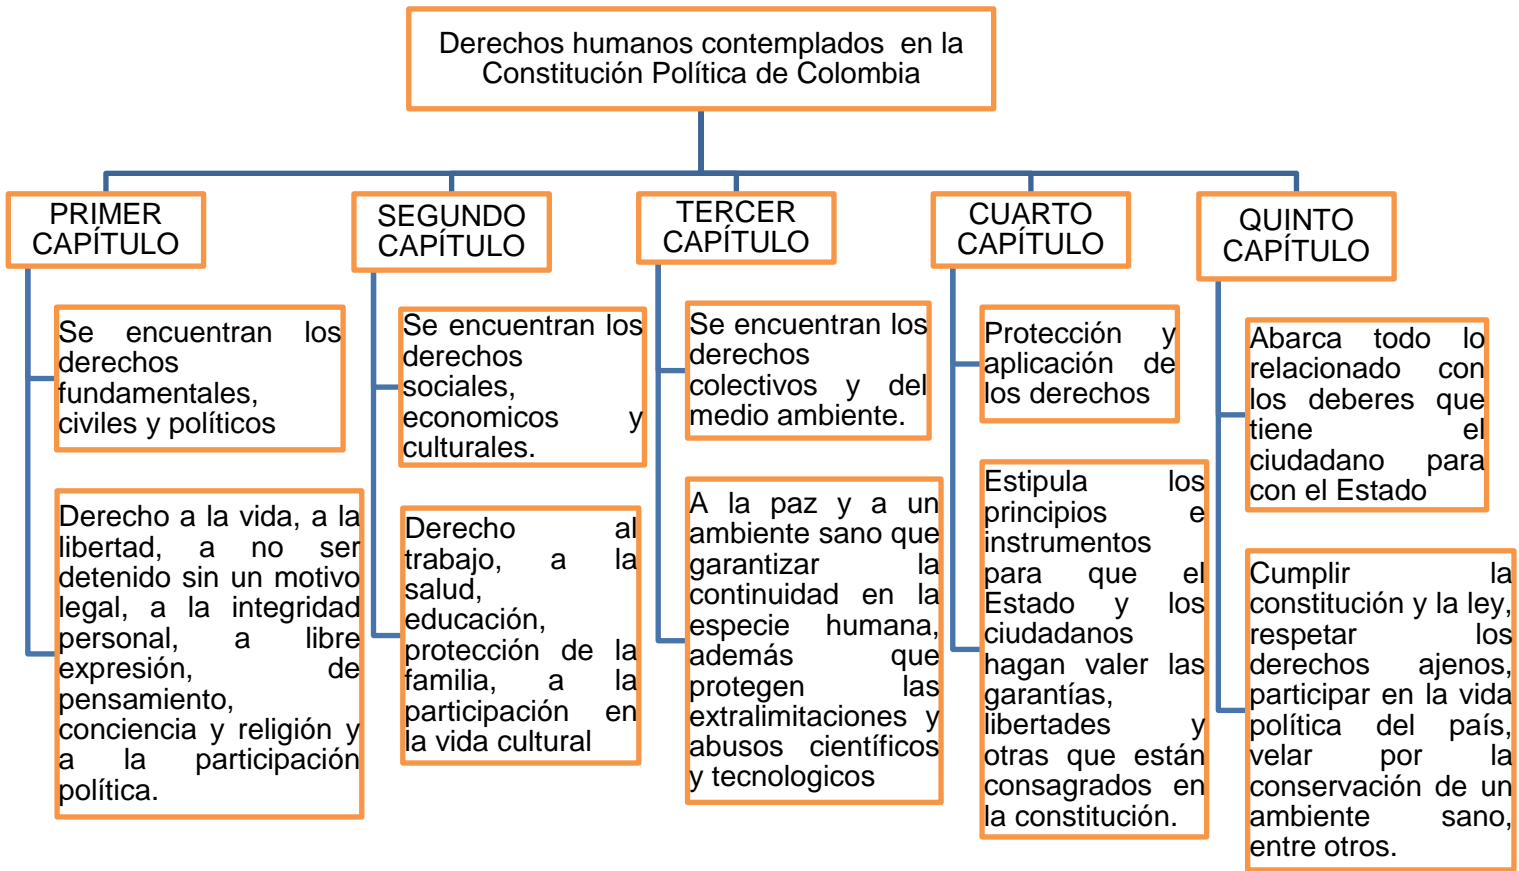 Derechos humanos contemplados en la
Constitución Política de Colombia
PRIMER
CAPÍTULO
Se encuentran los
derechos
fundamentales,
civiles y políticos
Derecho a la vida, a la
libertad, a no ser
detenido sin un motivo
legal, a la integridad
personal, a libre
expresión, de
pensamiento,
conciencia y religión y
a la participación
política.
SEGUNDO
CAPÍTULO
Se encuentran los
derechos
sociales,
economicos y
culturales.
Derecho al
trabajo, a la
salud,
educación,
protección de la
familia, a la
participación en
la vida cultural
TERCER
CAPÍTULO
Se encuentran los
derechos
colectivos y del
medio ambiente.
A la paz y a un
ambiente sano que
garantizar la
continuidad en la
especie humana,
además que
protegen las
extralimitaciones y
abusos científicos
y tecnologicos
CUARTO
CAPÍTULO
Protección y
aplicación de
los derechos
Estipula los
principios e
instrumentos
para que el
Estado y los
ciudadanos
hagan valer las
garantías,
libertades y
otras que están
consagrados en
la constitución.
QUINTO
CAPÍTULO
Abarca todo lo
relacionado con
los deberes que
tiene el
ciudadano para
con el Estado
Cumplir la
constitución y la ley,
respetar los
derechos ajenos,
participar en la vida
política del país,
velar por la
conservación de un
ambiente sano,
entre otros.